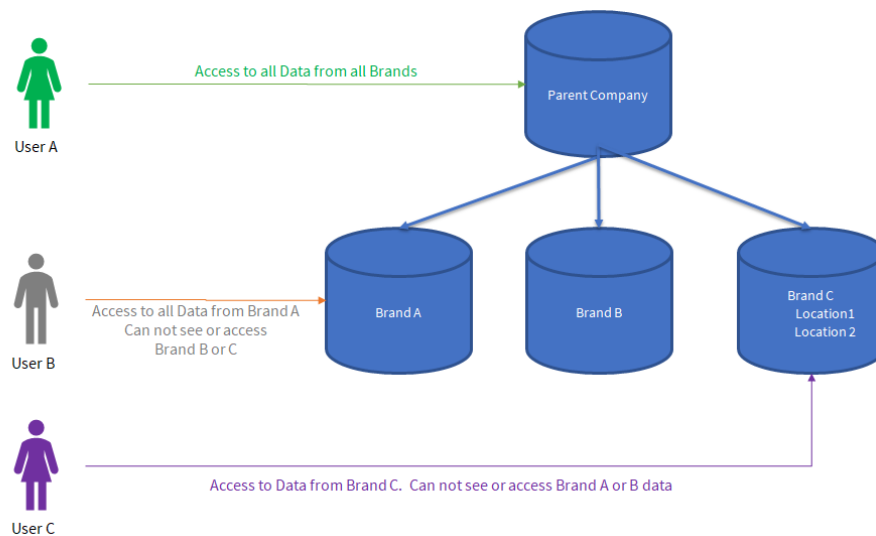 Access to all Data from all Brands
Parent Company
User A
Access to all Data from Brand A
Can not see or access
Brand B or C
User B
Brand A
Brand B
Brand C
Location1
Location 2
Access to Data from Brand C.  Can not see or access Brand A or B data
User C